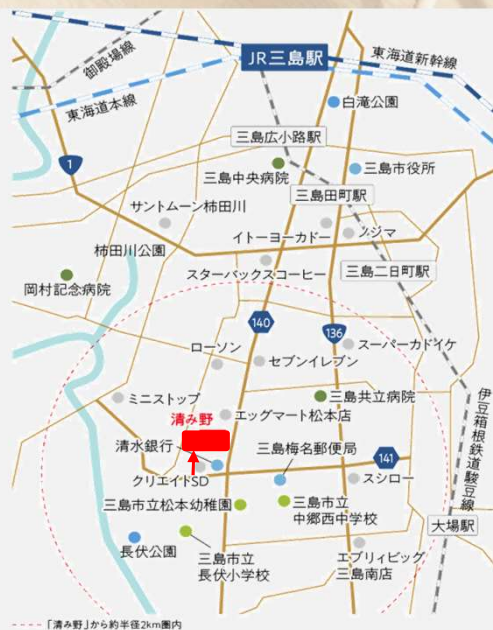 JR三島駅
東海道新幹線
御殿場線
東海道本線
白滝公園
三島広小路駅
1
三島中央病院
三島市役所
三島田町駅
サントムーン柿田川
イトーヨーカドー
ノジマ
柿田川公園
スターバックスコーヒー
三島二日町駅
岡村記念病院
140
136
ローソン
セブンイレブン
スーパーカドイケ
伊豆箱根鉄道駿豆線
ミニストップ
三島共立病院
清み野
エッグマート松本店
清水銀行
三島梅名郵便局
141
クリエイドSD
スシロー
三島市立松本幼稚園
三島市立
中郷西中学校
大場駅
長伏公園
三島市立
長伏小学校
エブリィビッグ
三島南店
「清み野」から約半径2km圏内